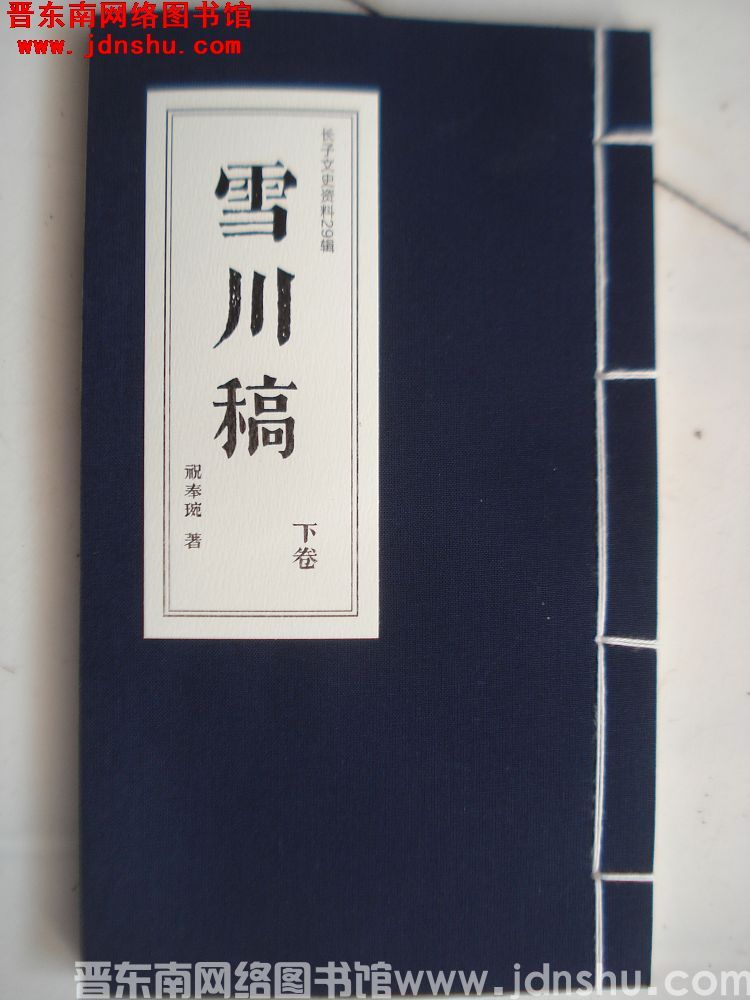 晋东南网络图书馆
www.jdnshu.com
长子文史资料29辑
雪川稿
下卷
祝奉琬 著
晋东南网络图书馆www.jdnshu.com